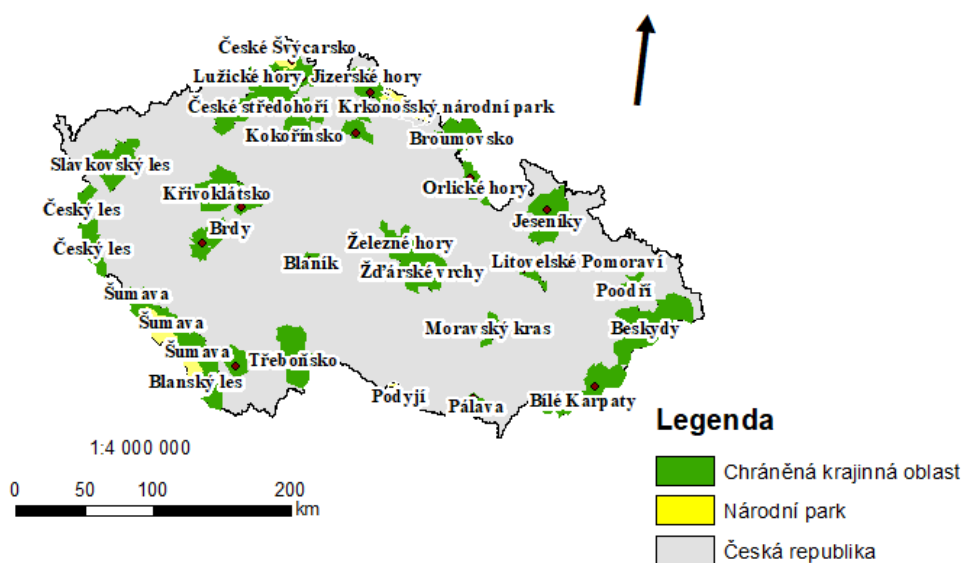 České Švýcarsko
Lužické hory
Jizerské hory
České středohoří
Krkonošský národní park
Kokořínsko
Broumovsko
Slavkovský les
Křivoklátsko
Orlické hory
Český les
Jeseníky
Brdy
Železné hory
Český les
Blaník
Žďárské vrchy
Litovelské Pomoraví
Poodří
Šumava
Šumava
Moravský kras
Beskydy
Šumava
Třeboňsko
Blanský les
Podyjí
Pálava
Bílé Karpaty
1:4 000 000
0 50 100 200
km
Legenda
Chráněná krajinná oblast
Národní park
Česká republika